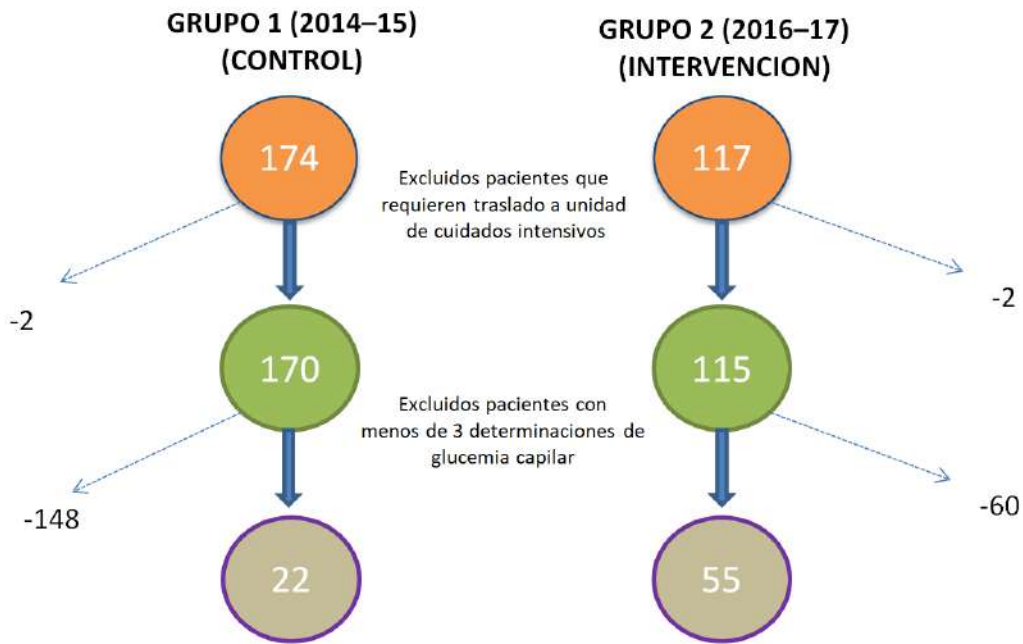 GRUPO 1 (2014–15)
(CONTROL)
GRUPO 2 (2016–17)
(INTERVENCION)
174
117
Excluidos pacientes que
requieren traslado a unidad
de cuidados intensivos
-2
-2
170
115
Excluidos pacientes con
menos de 3 determinaciones de
glucemia capilar
-148
-60
22
55